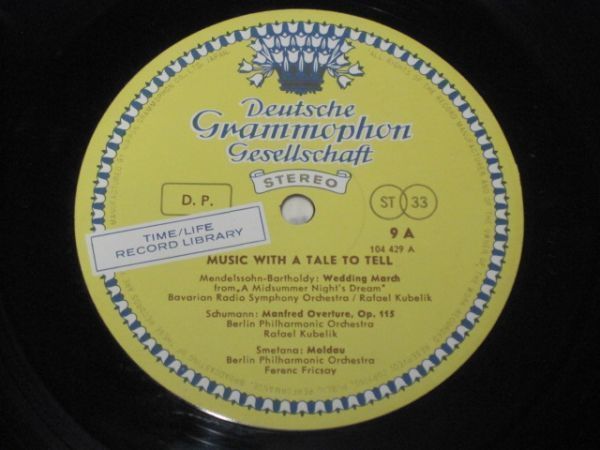 Deutsche
Grammophon
Gesellschaft
STEREO
D. P.
ST 33
TIME/LIFE
RECORD LIBRARY
9 A
104 429 A
MUSIC WITH A TALE TO TELL
Mendelssohn-Bartholdy: Wedding March
from „A Midsummer Night's Dream"
Bavarian Radio Symphony Orchestra / Rafael Kubelik
Schumann: Manfred Overture, Op. 115
Berlin Philharmonic Orchestra
Rafael Kubelik
Smetana: Moldau
Berlin Philharmonic Orchestra
Ferenc Fricsay